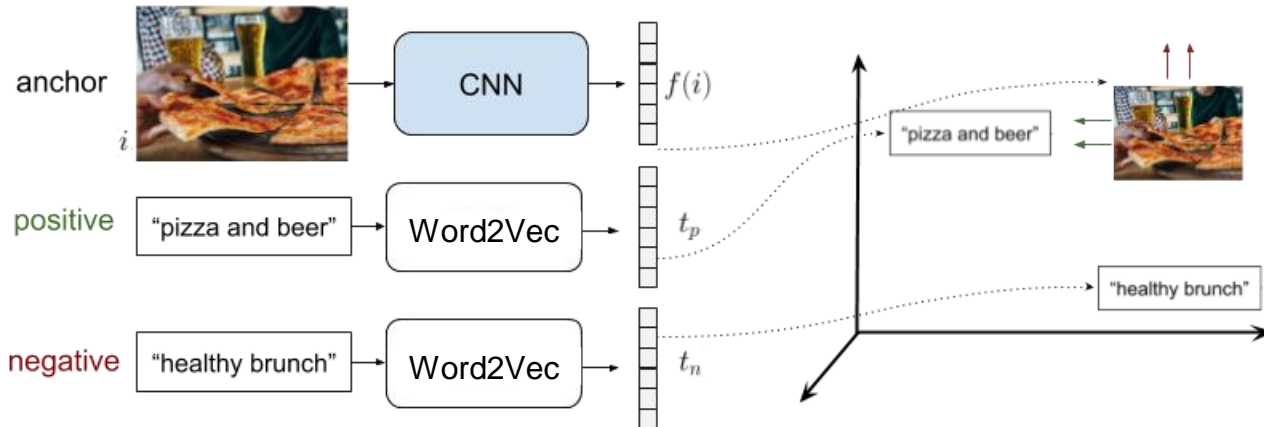 anchor
i
CNN
f(i)
positive
“pizza and beer”
Word2Vec
t_p
negative
“healthy brunch”
Word2Vec
t_n
“pizza and beer”
“healthy brunch”